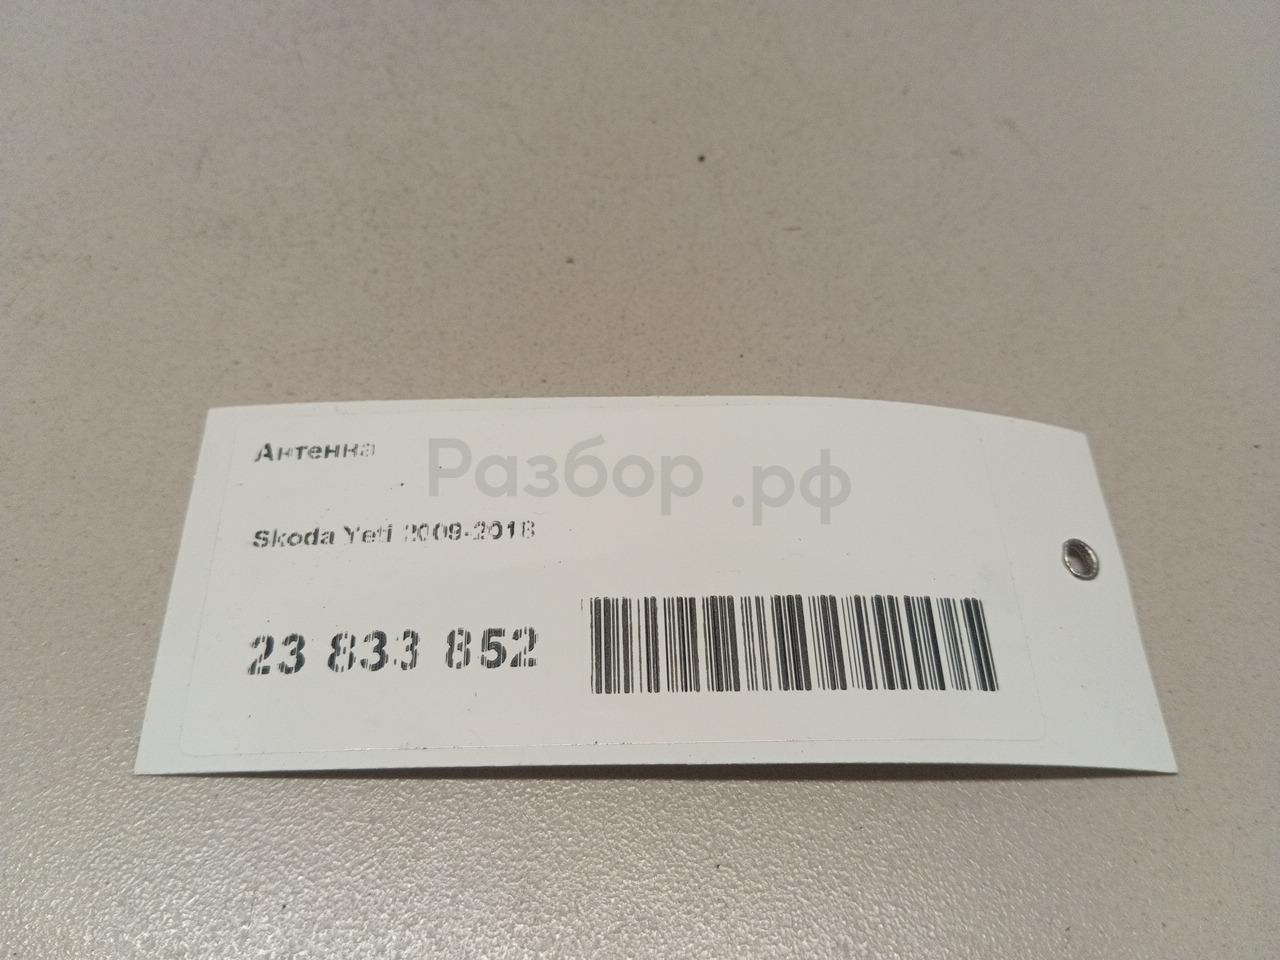 Антенна
Разбор.рф
Skoda Yeti 2009-2018
23 833 852